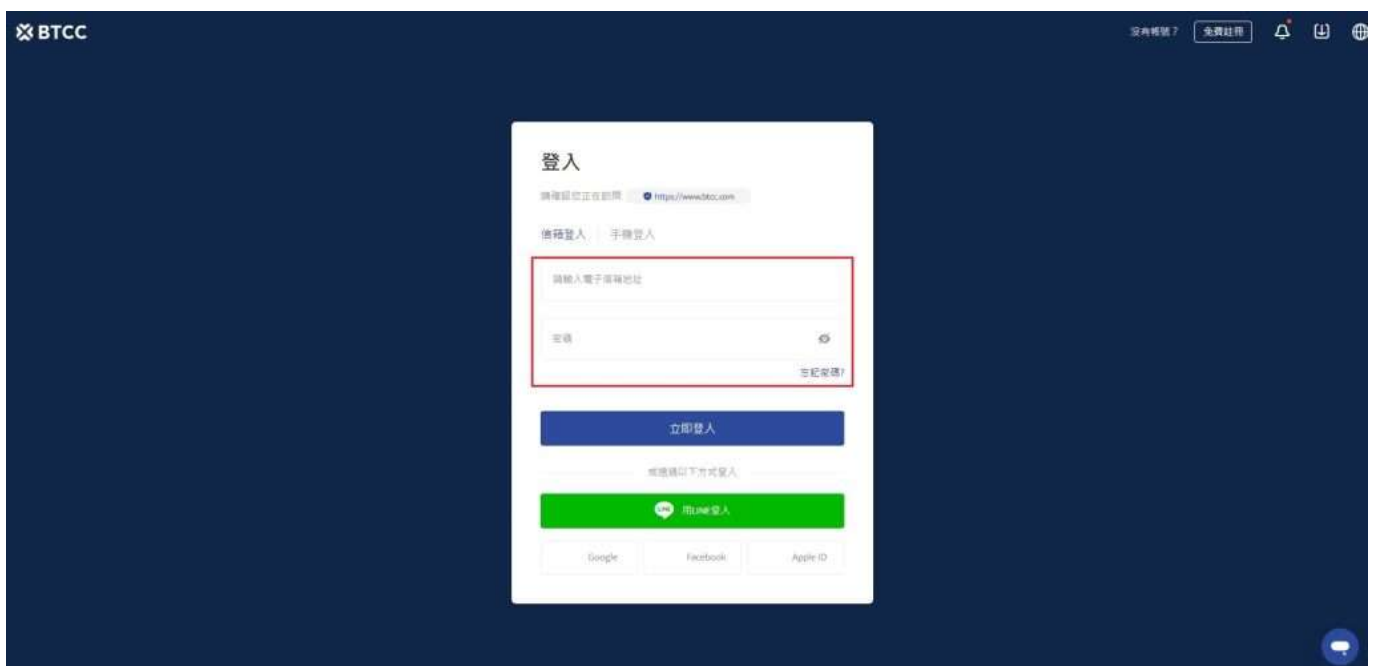 BTCC
沒有帳號？ 免費註冊
登入
請確認您正在訪問 https://www.btcc.com
信箱登入 手機登入
請輸入電子信箱地址
密碼
忘記密碼?
立即登入
或透過以下方式登入
LINE 用LINE登入
Google Facebook Apple ID